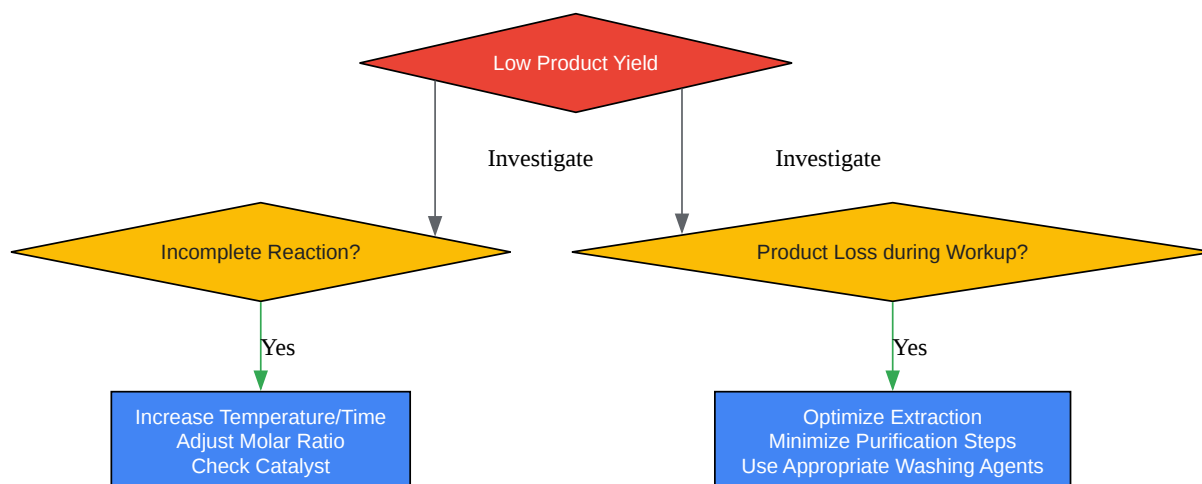 Low Product Yield
Investigate
Investigate
Incomplete Reaction?
Product Loss during Workup?
Yes
Yes
Increase Temperature/Time
Adjust Molar Ratio
Check Catalyst
Optimize Extraction
Minimize Purification Steps
Use Appropriate Washing Agents